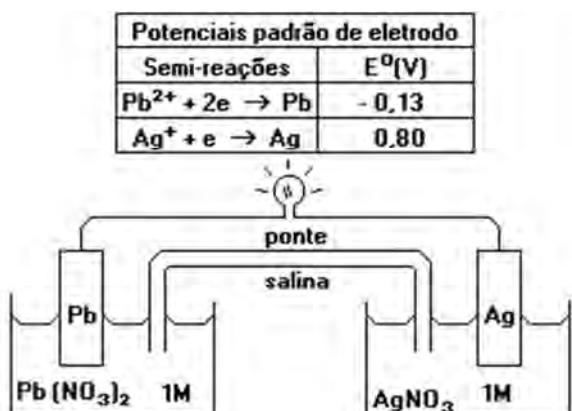 Potenciais padrão de eletrodo
Semi-reações E⁰(V)
Pb²⁺ + 2e → Pb - 0,13
Ag⁺ + e → Ag 0,80
ponte
salina
Pb Ag
Pb(NO₃)₂ 1M AgNO₃ 1M